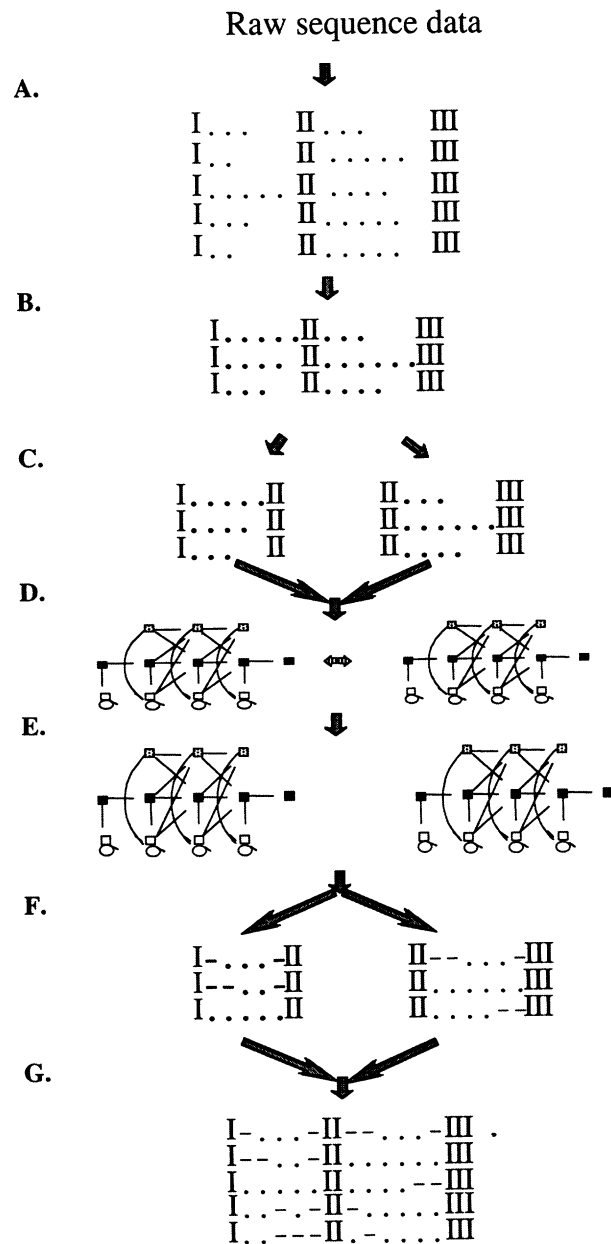 Raw sequence data
A.
I . . . II . . . III
I . . II . . . . . III
I . . . . . II . . . . III
I . . . II . . . . . III
I . . II . . . . . III
B.
I . . . . . II . . . III
I . . . . II . . . . . . III
I . . . II . . . . III
C.
I . . . . . II II . . . III
I . . . . II II . . . . . . III
I . . . II II . . . . III
D.
E.
F.
I - . . . - II II - - . . . - III
I - - . . - II II . . . . . . III
I . . . . . II II . . . . - - III
G.
I - . . . - II - - . . . - III .
I - - . . - II . . . . . . III
I . . . . . II . . . . - - III
I . . - . - II - . . . . . III
I . . - - - II . - . . . . III